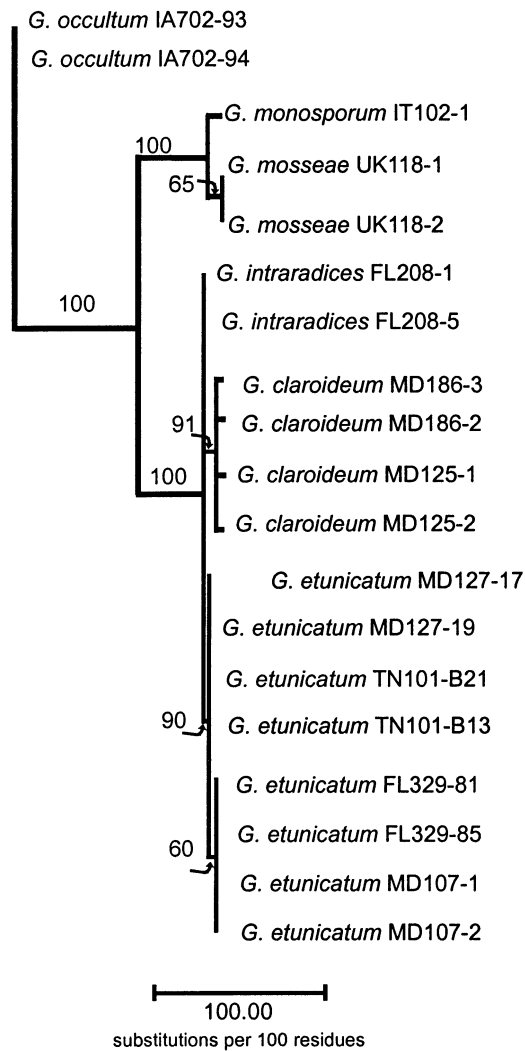 G. occultum IA702-93
G. occultum IA702-94
G. monosporum IT102-1
100
G. mosseae UK118-1
65
G. mosseae UK118-2
G. intraradices FL208-1
100
G. intraradices FL208-5
G. claroideum MD186-3
91
G. claroideum MD186-2
100
G. claroideum MD125-1
G. claroideum MD125-2
G. etunicatum MD127-17
G. etunicatum MD127-19
G. etunicatum TN101-B21
90
G. etunicatum TN101-B13
G. etunicatum FL329-81
G. etunicatum FL329-85
60
G. etunicatum MD107-1
G. etunicatum MD107-2
100.00
substitutions per 100 residues